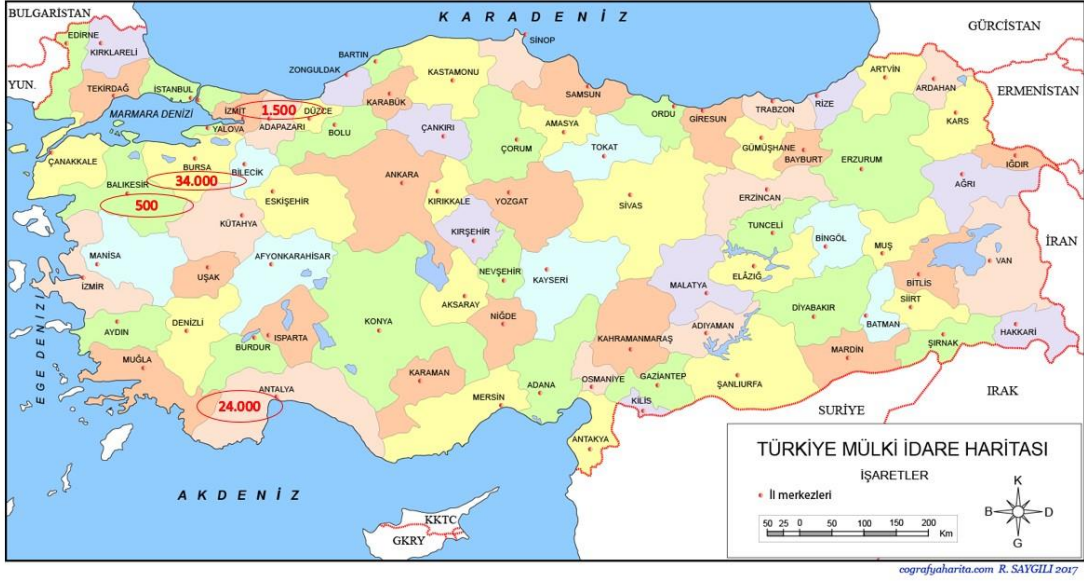 KARADENİZ
BULGARİSTAN
GÜRCİSTAN
EDİRNE
KIRKLARELİ
SİNOP
BARTIN
ZONGULDAK
KASTAMONU
ARTVİN
ARDAHAN
YUN.
TEKİRDAĞ
İSTANBUL
KARABÜK
SAMSUN
ERMENİSTAN
MARMARA DENİZİ
İZMİT
1.500
DÜZCE
ADAPAZARI
ORDU
GİRESUN
TRABZON
RİZE
KARS
YALOVA
BOLU
ÇANKIRI
AMASYA
ÇORUM
TOKAT
GÜMÜŞHANE
BAYBURT
ERZURUM
IĞDIR
ÇANAKKALE
BURSA
BİLECİK
34.000
BALIKESİR
500
ESKİŞEHİR
ANKARA
KIRIKKALE
YOZGAT
SİVAS
ERZİNCAN
AĞRI
KÜTAHYA
KIRŞEHİR
TUNCELİ
BİNGÖL
MUŞ
İRAN
MANİSA
AFYONKARAHİSAR
UŞAK
NEVŞEHİR
KAYSERİ
ELÂZIĞ
VAN
BİTLİS
İZMİR
MALATYA
SİİRT
AKSARAY
DİYABAKIR
BATMAN
EGE DENİZİ
AYDIN
DENİZLİ
KONYA
NİĞDE
BURDUR
ISPARTA
ADIYAMAN
KAHRAMANMARAŞ
HAKKARİ
ŞIRNAK
MARDİN
MUĞLA
KARAMAN
ADANA
OSMANİYE
GAZİANTEP
ŞANLIURFA
ANTALYA
24.000
MERSİN
KİLİS
SURİYE
IRAK
ANTAKYA
AKDENİZ
KKTC
GKRY
TÜRKİYE MÜLKİ İDARE HARİTASI
İŞARETLER
İl merkezleri
K
B
D
G
50 25 0 50 100 150 200
Km
cografyaharita.com R. SAYGILI 2017